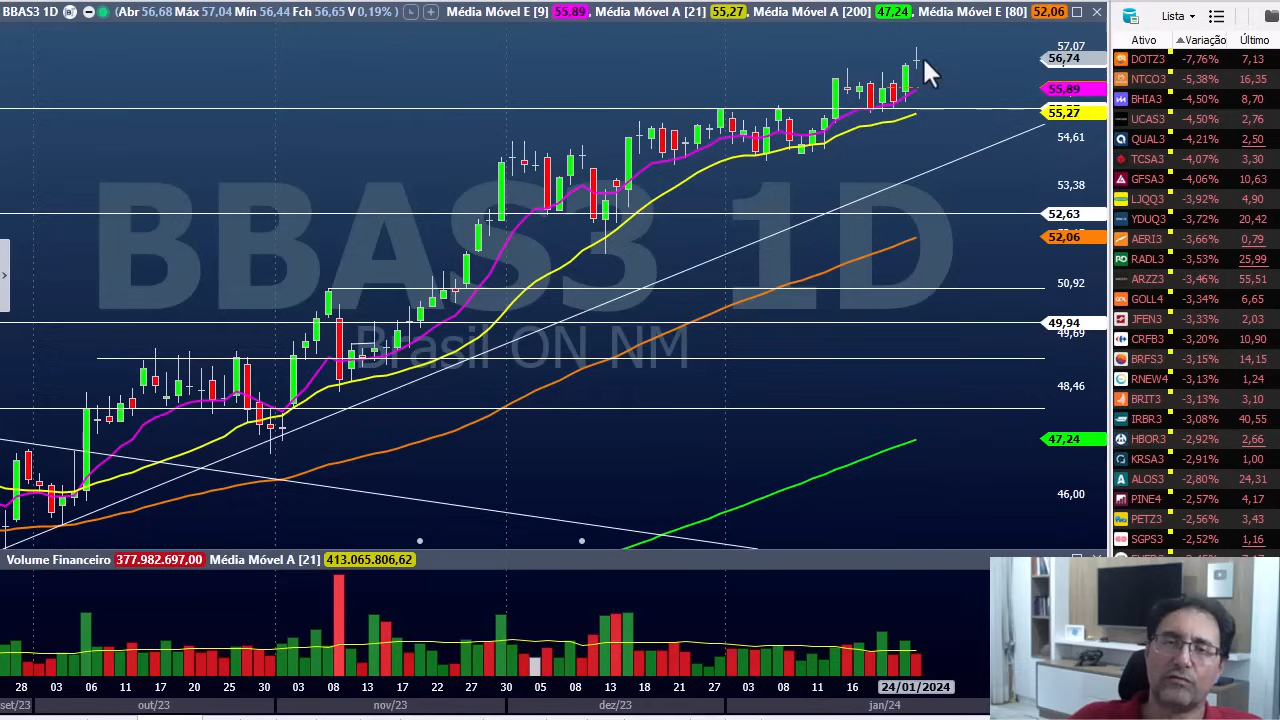 BBAS3 1D (Abr 56,68 Máx 57,04 Min 56,44 Fch 56,65 V 0,19% ) Média Móvel E [9] 55,89, Média Móvel A [21] 55,27, Média Móvel A [200] 47,24, Média Móvel E [80] 52,06
Lista
Ativo Variação Último
DOTZ3 -7,76% 7,13
NTCO3 -5,38% 16,35
BHIA3 -4,50% 8,70
UCAS3 -4,50% 2,76
QUAL3 -4,21% 2,50
TCSA3 -4,07% 3,30
GFSA3 -4,06% 10,63
LJQQ3 -3,92% 4,90
YDUQ3 -3,72% 20,42
AERI3 -3,66% 0,79
RADL3 -3,53% 25,99
ARZZ3 -3,46% 55,51
GOLL4 -3,34% 6,65
JFEN3 -3,33% 2,03
CRFB3 -3,20% 10,90
BRFS3 -3,15% 14,15
RNEW4 -3,13% 1,24
BRIT3 -3,13% 3,10
IRBR3 -3,08% 40,55
HBOR3 -2,92% 2,66
KRSA3 -2,91% 1,00
ALOS3 -2,80% 24,31
PINE4 -2,57% 4,17
PETZ3 -2,56% 3,43
SGPS3 -2,52% 1,16
57,07
56,74
55,89
55,27
54,61
53,38
52,63
52,06
50,92
49,94
49,69
48,46
47,24
46,00
BBAS3 1D
Brasil ON NM
Volume Financeiro 377.982.697,00 Média Móvel A [21] 413.065.806,62
28 03 06 11 17 20 24 30 03 08 13 17 22 27 30 05 08 13 18 21 27 03 08 11 16 24/01/2024
set/23 out/23 nov/23 dez/23 jan/24